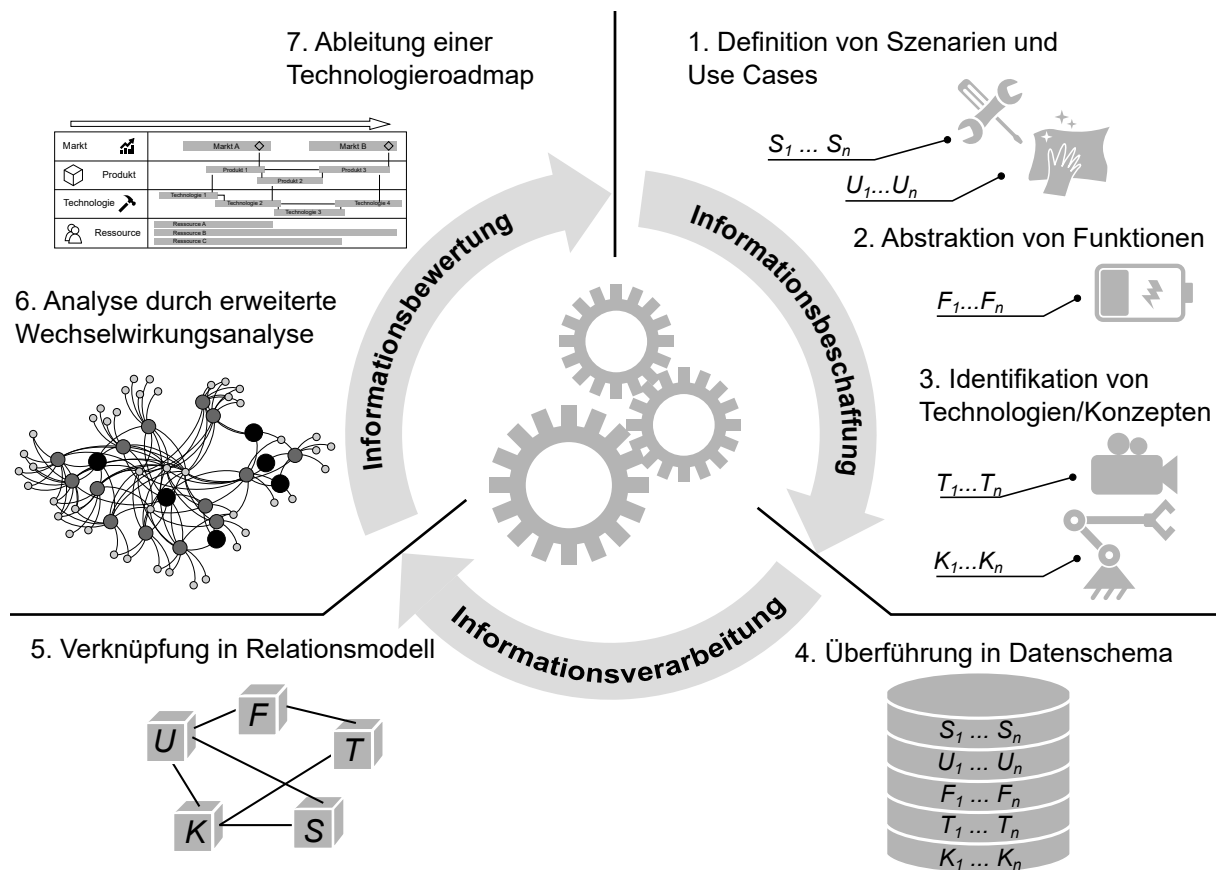 7. Ableitung einer
Technologieroadmap
Markt
Markt A
Markt B
Produkt
Produkt 1
Produkt 2
Produkt 3
Technologie
Technologie 1
Technologie 2
Technologie 3
Technologie 4
Ressource
Ressource A
Ressource B
Ressource C
1. Definition von Szenarien und
Use Cases
S1 ... Sn
U1...Un
2. Abstraktion von Funktionen
F1...Fn
3. Identifikation von
Technologien/Konzepten
T1...Tn
K1...Kn
Informationsbeschaffung
Informationsverarbeitung
Informationsbewertung
4. Überführung in Datenschema
S1 ... Sn
U1 ... Un
F1 ... Fn
T1 ... Tn
K1 ... Kn
5. Verknüpfung in Relationsmodell
F
U
T
K
S
6. Analyse durch erweiterte
Wechselwirkungsanalyse